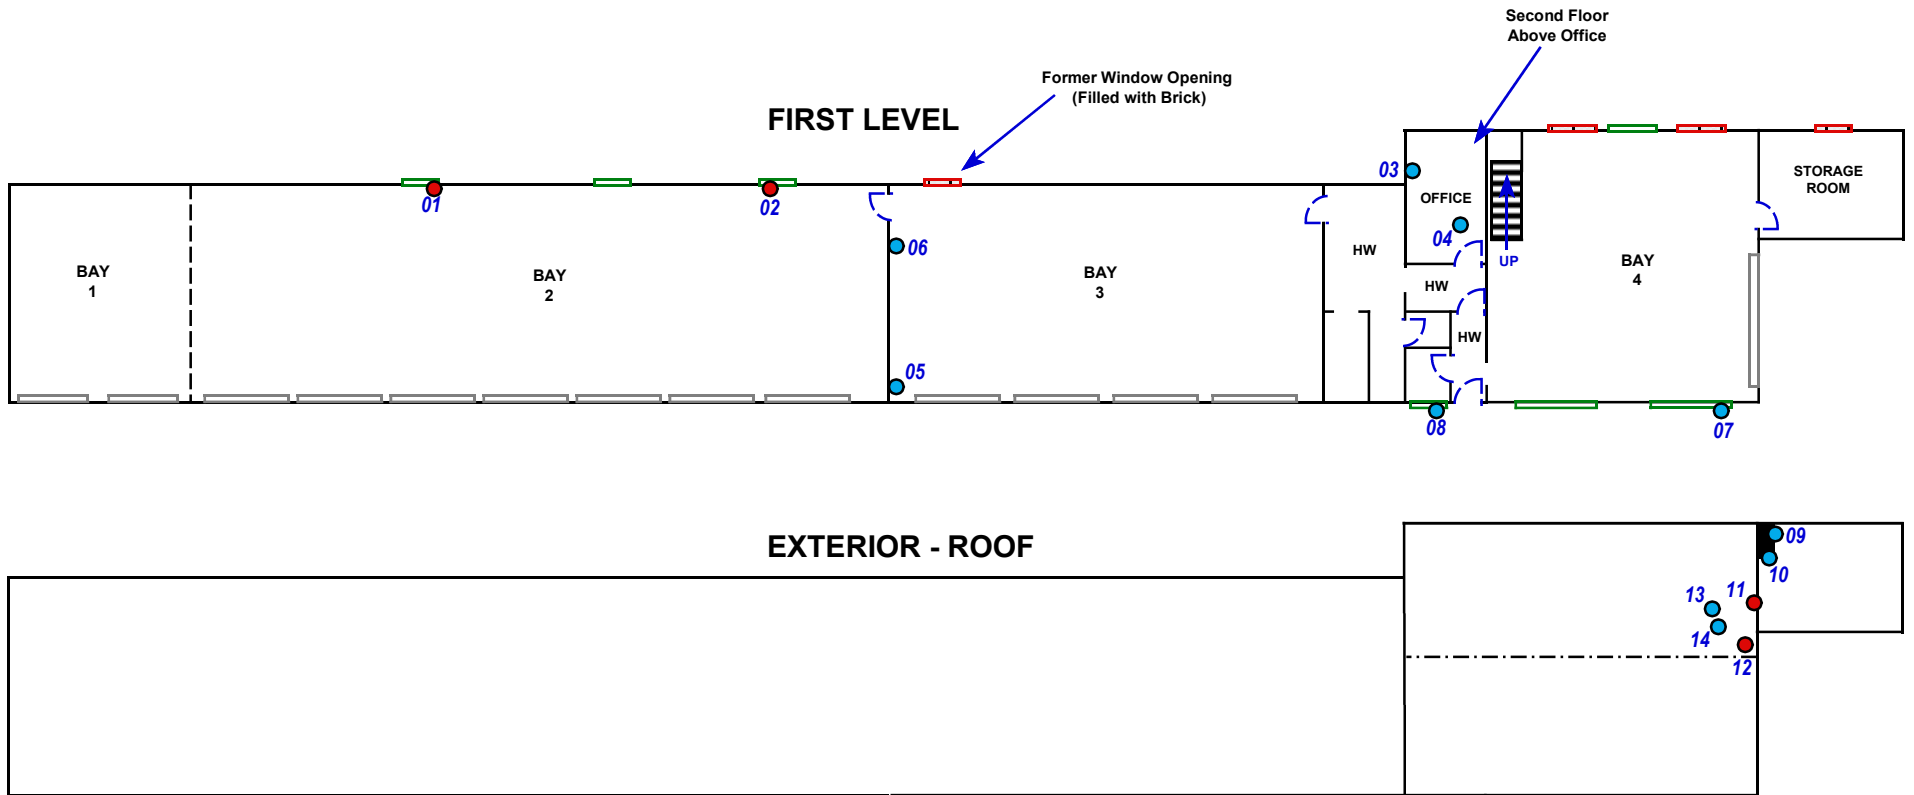 Second Floor
Above Office
Former Window Opening
(Filled with Brick)
FIRST LEVEL
03
STORAGE
ROOM
01
02
OFFICE
04
06
HW
UP
BAY
1
BAY
2
BAY
3
BAY
4
HW
HW
05
08
07
EXTERIOR - ROOF
09
10
11
13
14
12